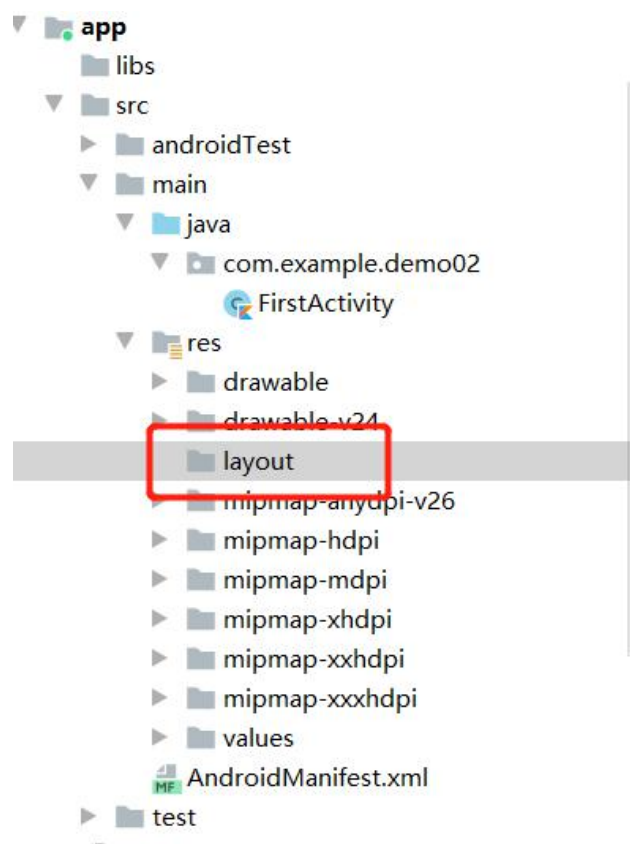 app
libs
src
androidTest
main
java
com.example.demo02
FirstActivity
res
drawable
drawable-v24
layout
mipmap-anydpi-v26
mipmap-hdpi
mipmap-mdpi
mipmap-xhdpi
mipmap-xxhdpi
mipmap-xxxhdpi
values
MF AndroidManifest.xml
test